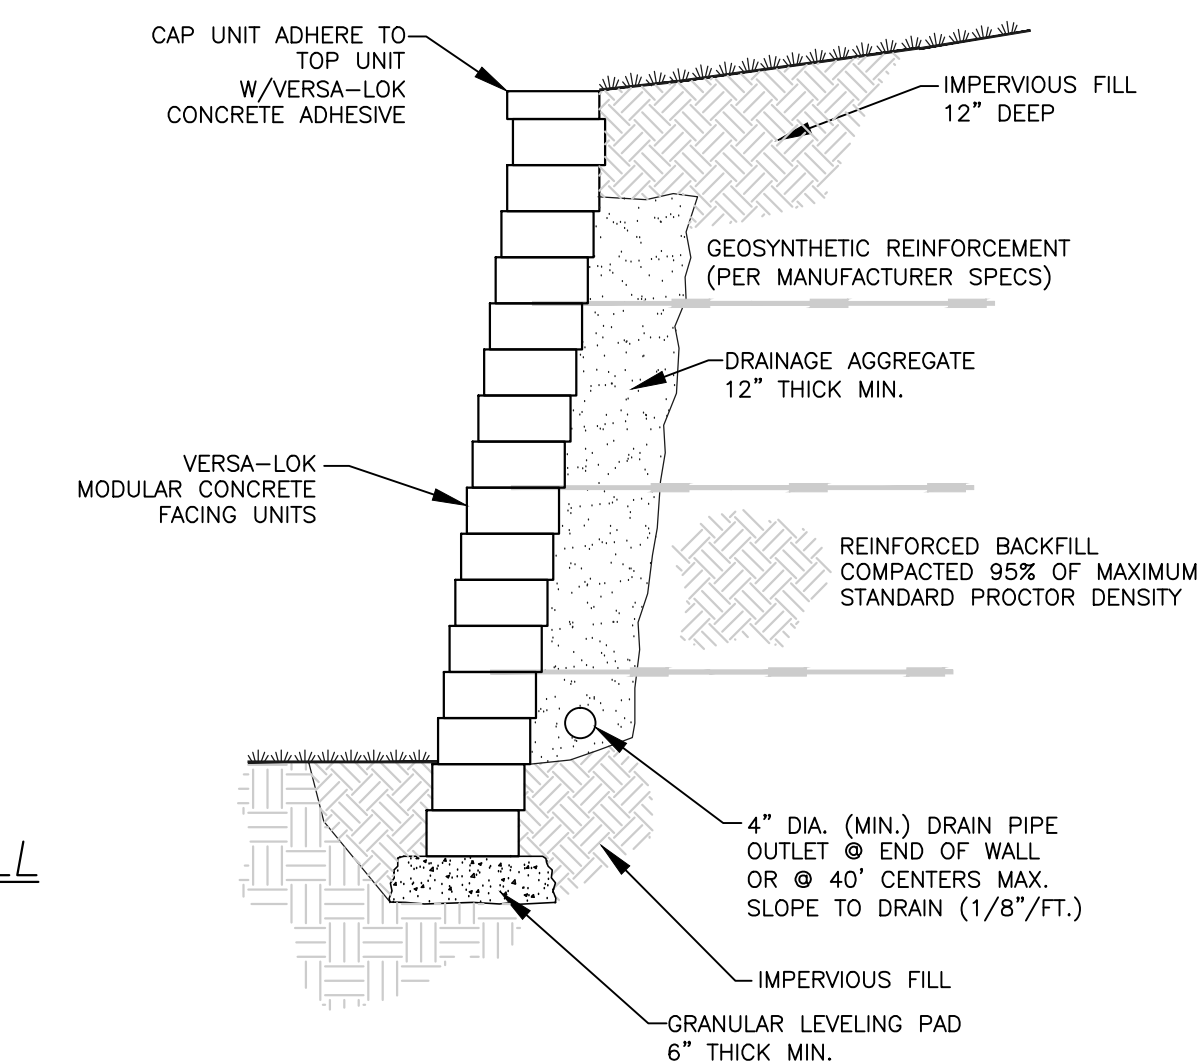 CAP UNIT ADHERE TO
TOP UNIT
W/VERSA-LOK
CONCRETE ADHESIVE
IMPERVIOUS FILL
12" DEEP
GEOSYNTHETIC REINFORCEMENT
(PER MANUFACTURER SPECS)
DRAINAGE AGGREGATE
12" THICK MIN.
VERSA-LOK
MODULAR CONCRETE
FACING UNITS
REINFORCED BACKFILL
COMPACTED 95% OF MAXIMUM
STANDARD PROCTOR DENSITY
4" DIA. (MIN.) DRAIN PIPE
OUTLET @ END OF WALL
OR @ 40' CENTERS MAX.
SLOPE TO DRAIN (1/8"/FT.)
IMPERVIOUS FILL
GRANULAR LEVELING PAD
6" THICK MIN.